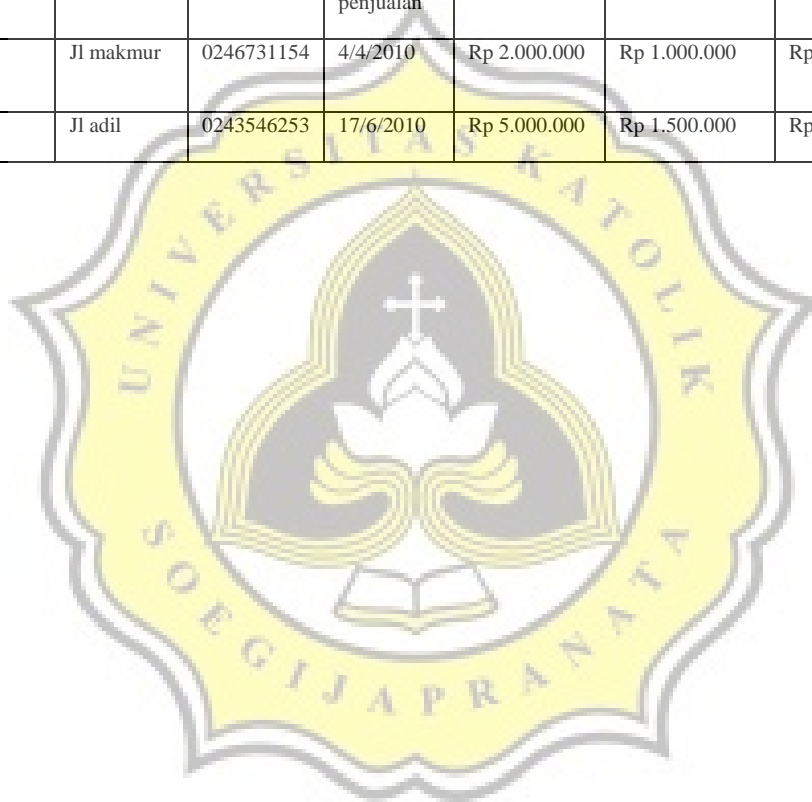 penjualan
Jl makmur 0246731154 4/4/2010 Rp 2.000.000 Rp 1.000.000 Rp
Jl adil 0243546253 17/6/2010 Rp 5.000.000 Rp 1.500.000 Rp
UNIVERSITAS KATOLIK
SOEGIJAPRANATA